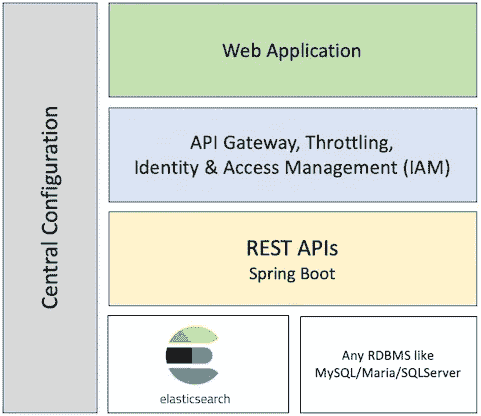 Central Configuration
Web Application
API Gateway, Throttling,
Identity & Access Management (IAM)
REST APIs
Spring Boot
elasticsearch
Any RDBMS like
MySQL/Maria/SQLServer